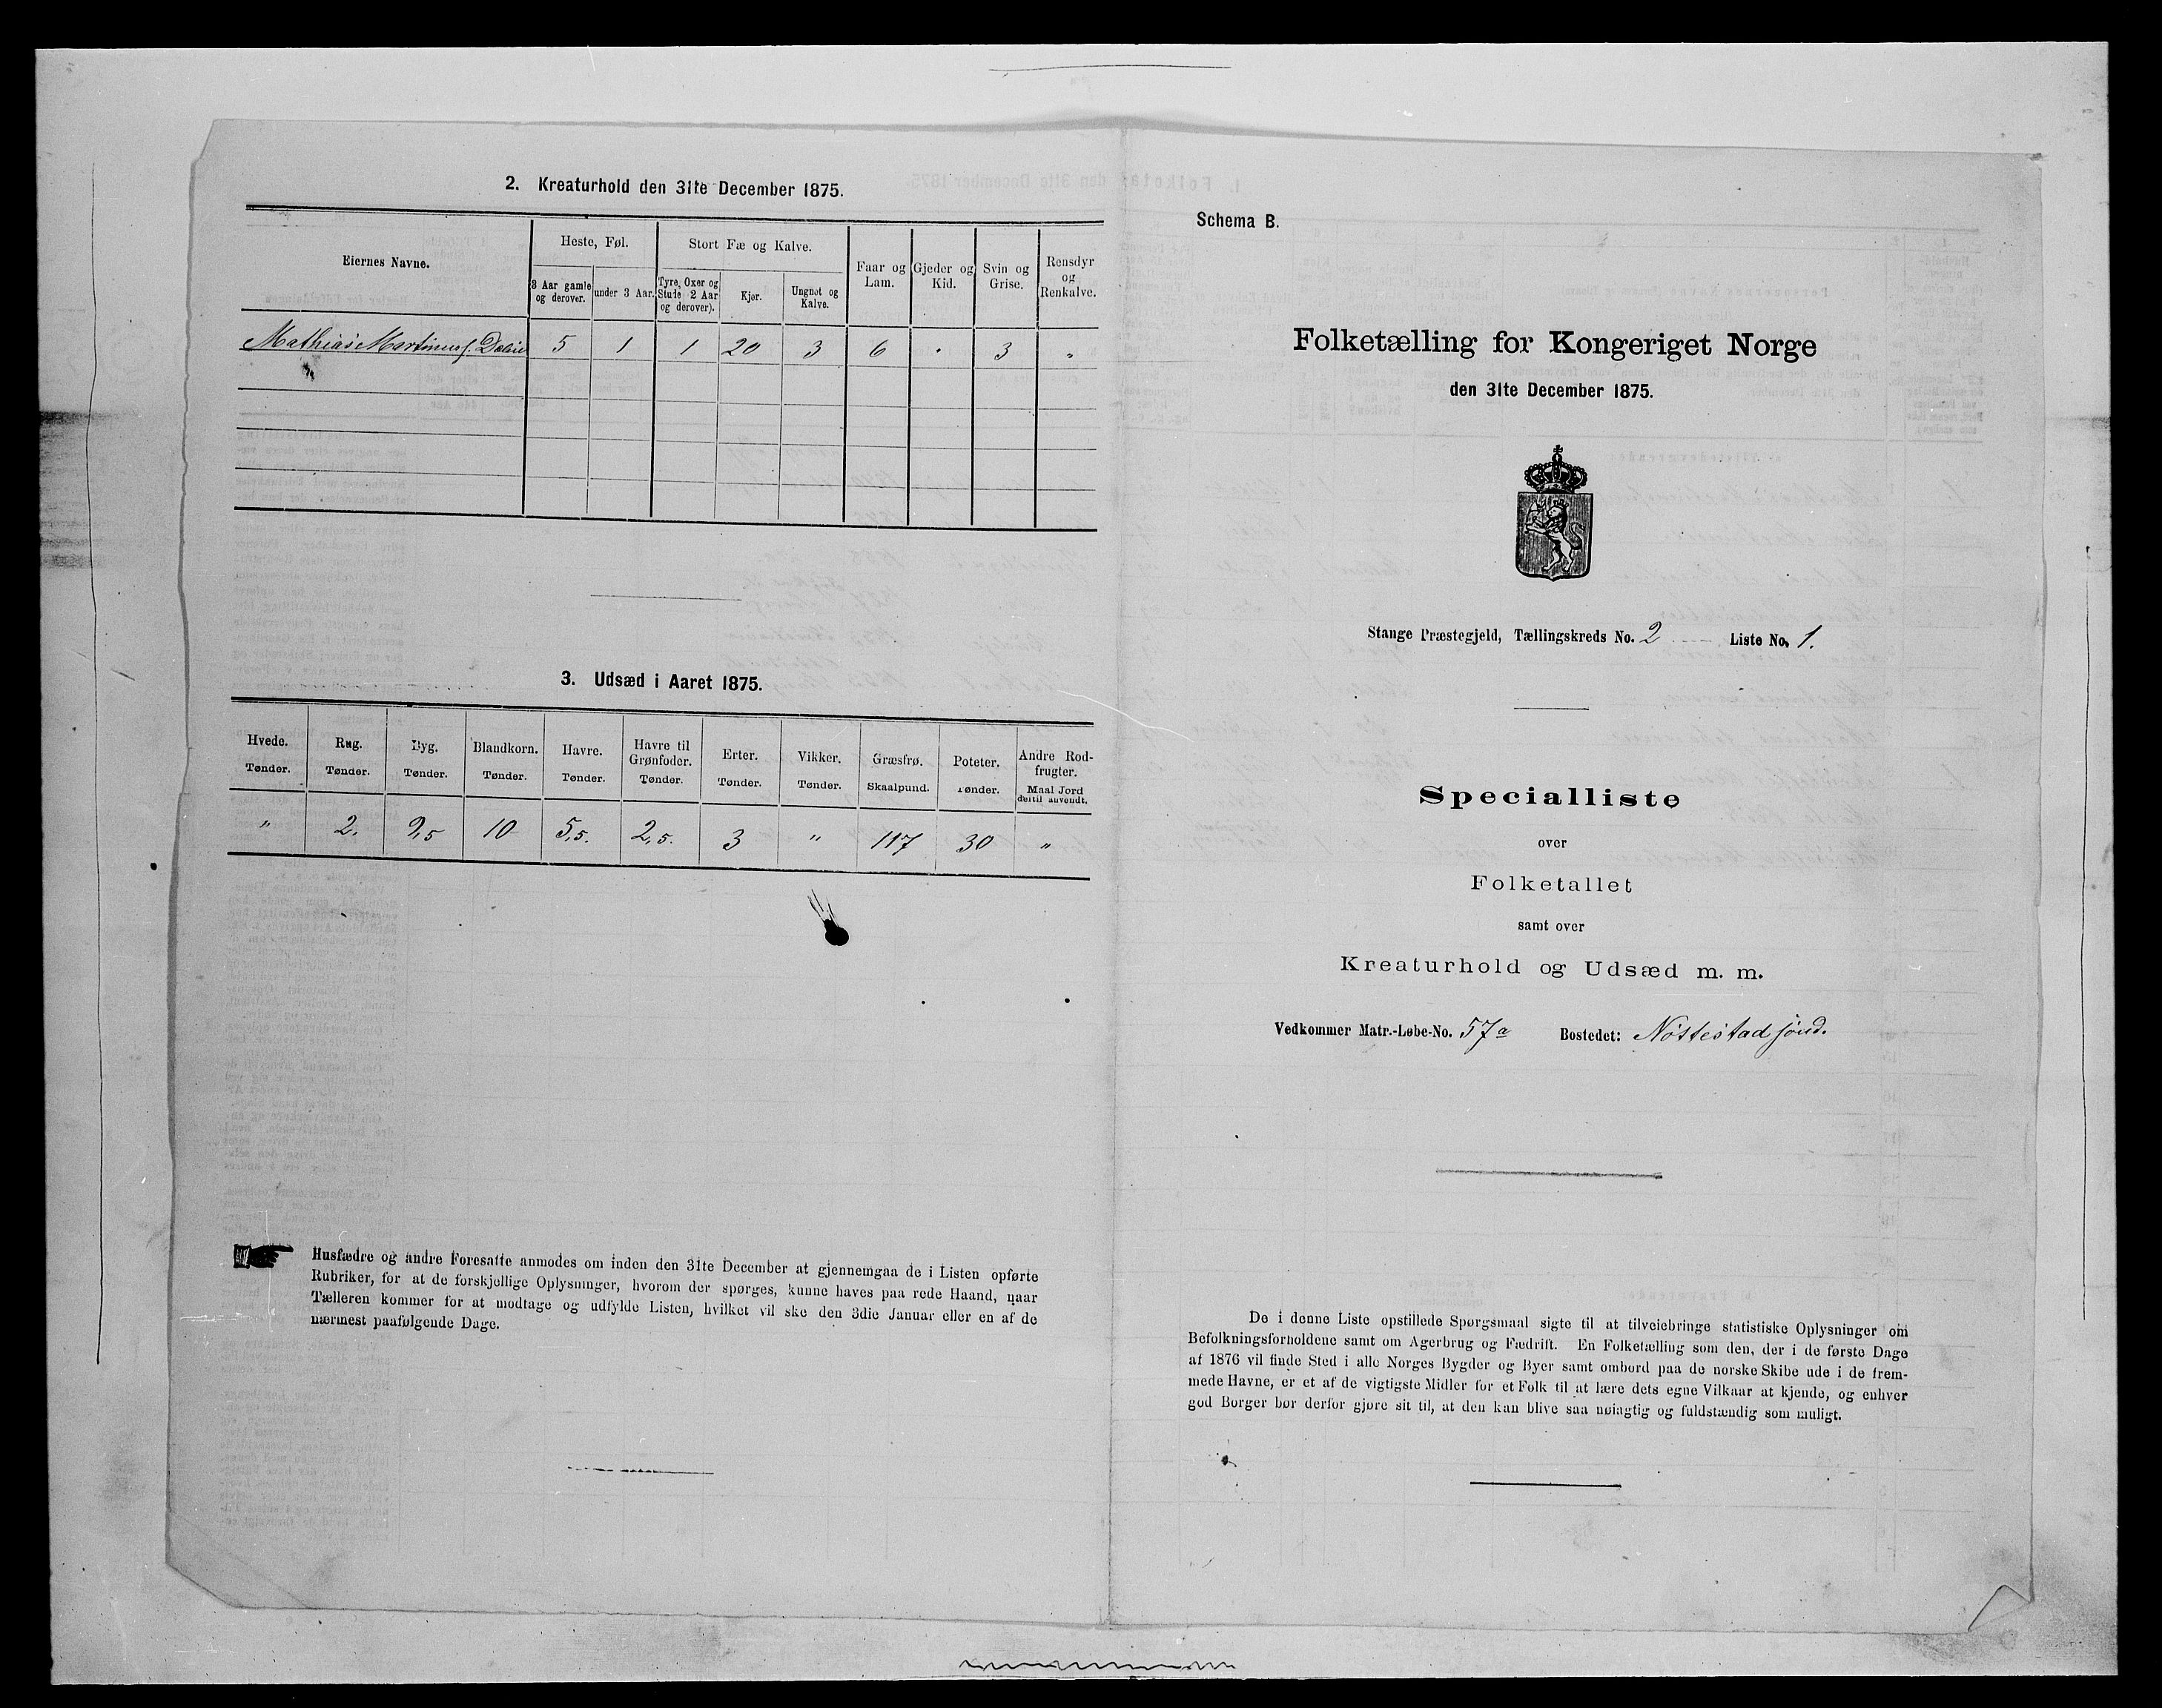 2. Kreaturhold den 31te December 1875.
Eiernes Navne.
Heste, Føl.
Stort Fæ og Kalve.
Faar og Lam.
Gjeder og Kid.
Svin og Grise.
Rensdyr og Renkalve.
3 Aar gamle og derover.
under 3 Aar.
Tyre, Oxer og Stude 2 Aar og derover).
Kjør.
Ungnøt og Kalve.
Mathias Martinus 5 1 1 20 3 6 " 3 "
3. Udsæd i Aaret 1875.
Hvede. Rug. Byg. Blandkorn. Havre. Havre til Grønfoder. Erter. Vikker. Græsfrø. Poteter. Andre Rodfrugter.
Tønder. Tønder. Tønder. Tønder. Tønder. Tønder. Tønder. Tønder. Skaalpund. Tønder. Maal Jord dertil anvendt.
" 2. 9,5 10 5,5. 2,5. 3 " 117 30 "
Husfædre og andre Foresatte anmodes om inden den 31te December at gjennemgaa de i Listen opførte
Rubriker, for at de forskjellige Oplysninger, hvorom der spørges, kunne haves paa rede Haand, naar
Tælleren kommer for at modtage og udfylde Listen, hvilket vil ske den 3die Januar eller en af de
nærmest paafølgende Dage.
Schema B.
Folketælling for Kongeriget Norge
den 31te December 1875.
Stange Præstegjeld, Tællingskreds No. 2 Liste No. 1.
Specialliste
over
Folketallet
samt over
Kreaturhold og Udsæd m. m.
Vedkommer Matr.-Løbe-No. 57a Bostedet: Nøttestad sønd.
De i denne Liste opstillede Spørgsmaal sigte til at tilveiebringe statistiske Oplysninger om
Befolkningsforholdene samt om Agerbrug og Fædrift. En Folketælling som den, der i de første Dage
af 1876 vil finde Sted i alle Norges Bygder og Byer samt ombord paa de norske Skibe ude i de frem-
mede Havne, er et af de vigtigste Midler for et Folk til at lære dets egne Vilkaar at kjende, og enhver
god Borger bør derfor gjøre sit til, at den kan blive saa nøiagtig og fuldstændig som muligt.